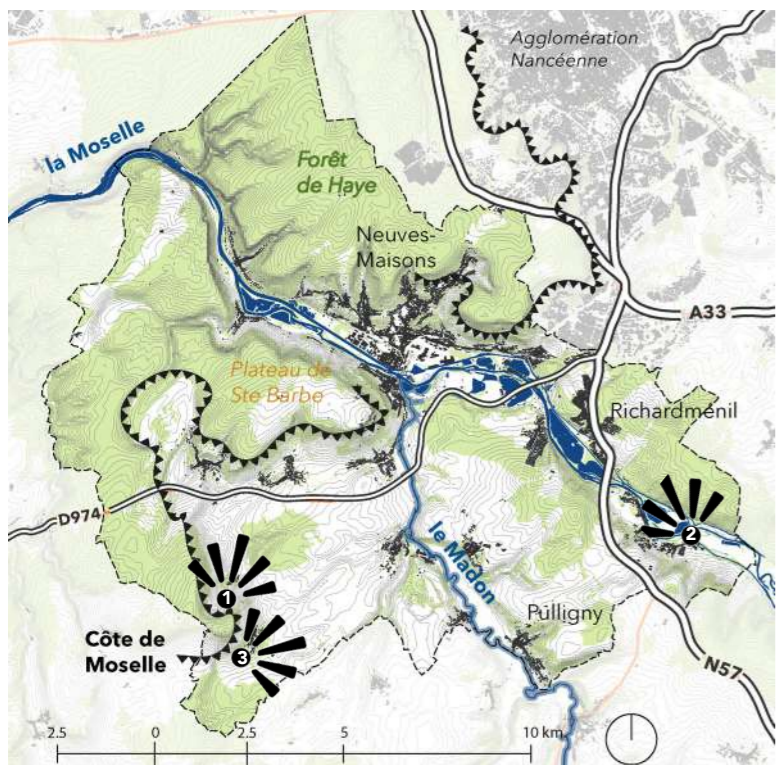 Agglomération
Nancéenne
la Moselle
Forêt
de Haye
Neuves-
Maisons
A33
Plateau de
Ste Barbe
Richardménil
D974
2
le Madon
1
Pulligny
Côte de
Moselle
3
N57
2.5 0 2.5 5 10 km